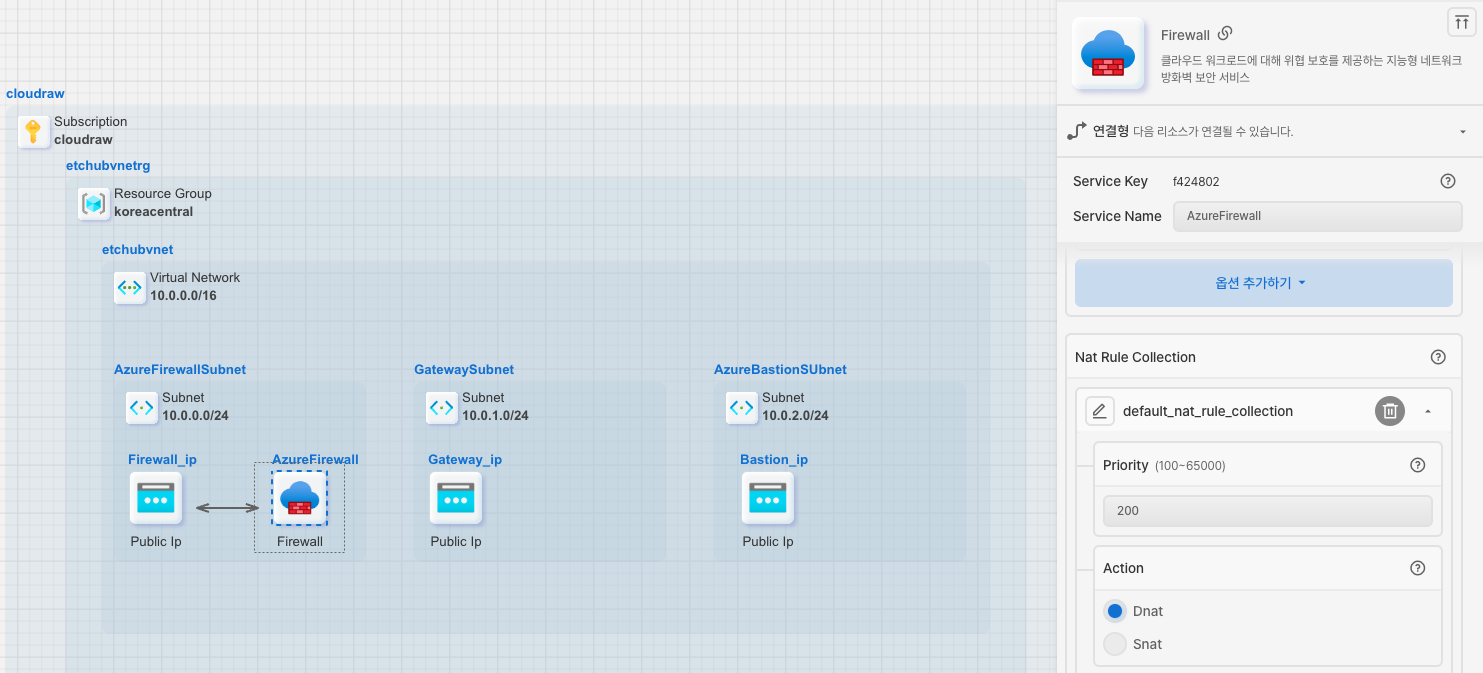 cloudraw
Subscription
cloudraw
etchubvnetrg
Resource Group
koreacentral
etchubvnet
Virtual Network
10.0.0.0/16
AzureFirewallSubnet
Subnet
10.0.0.0/24
Firewall_ip
Public Ip
AzureFirewall
Firewall
GatewaySubnet
Subnet
10.0.1.0/24
Gateway_ip
Public Ip
AzureBastionSUbnet
Subnet
10.0.2.0/24
Bastion_ip
Public Ip
Firewall
클라우드 워크로드에 대해 위협 보호를 제공하는 지능형 네트워크
방화벽 보안 서비스
연결형 다음 리소스가 연결될 수 있습니다.
Service Key f424802
Service Name AzureFirewall
옵션 추가하기
Nat Rule Collection
default_nat_rule_collection
Priority (100~65000)
200
Action
Dnat
Snat